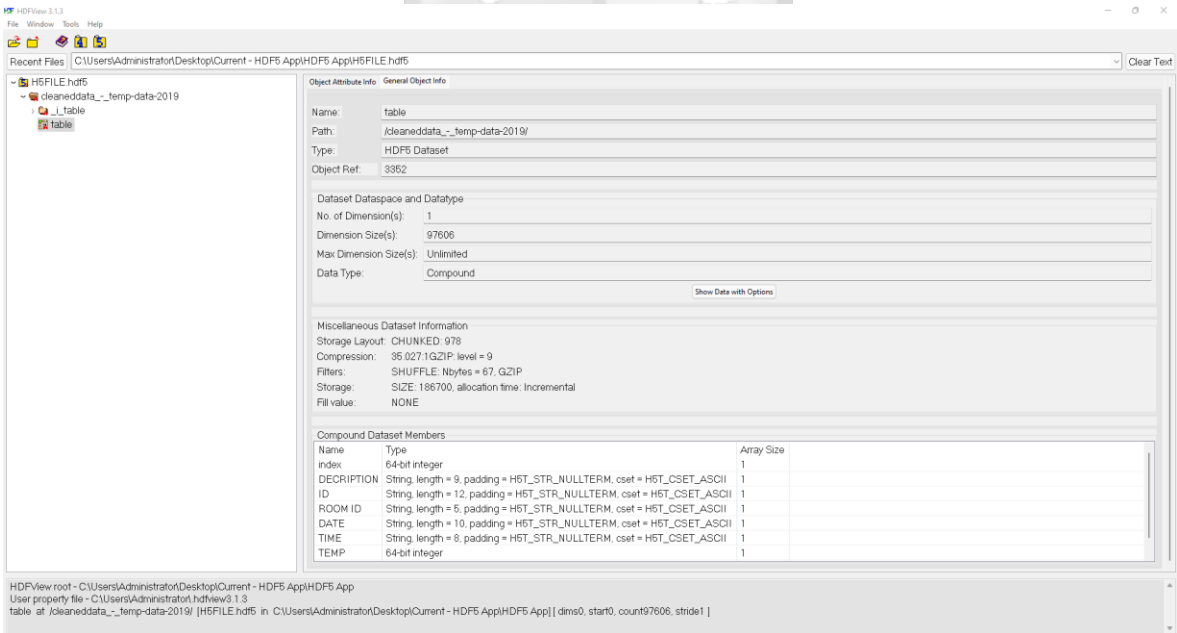 HDFView 3.1.3
File Window Tools Help
Recent Files C:\Users\Administrator\Desktop\Current - HDF5 App\HDF5 App\H5FILE.hdf5 Clear Text
H5FILE.hdf5
cleaneddata_-_temp-data-2019
_i_table
table
Object Attribute Info General Object Info
Name: table
Path: /cleaneddata_-_temp-data-2019/
Type: HDF5 Dataset
Object Ref: 3352
Dataset Dataspace and Datatype
No. of Dimension(s): 1
Dimension Size(s): 97606
Max Dimension Size(s): Unlimited
Data Type: Compound
Show Data with Options
Miscellaneous Dataset Information
Storage Layout: CHUNKED: 978
Compression: 35.027:1GZIP: level = 9
Filters: SHUFFLE: Nbytes = 67, GZIP
Storage: SIZE: 186700, allocation time: Incremental
Fill value: NONE
Compound Dataset Members
Name Type Array Size
index 64-bit integer 1
DECRIPTION String, length = 9, padding = H5T_STR_NULLTERM, cset = H5T_CSET_ASCII 1
ID String, length = 12, padding = H5T_STR_NULLTERM, cset = H5T_CSET_ASCII 1
ROOM ID String, length = 5, padding = H5T_STR_NULLTERM, cset = H5T_CSET_ASCII 1
DATE String, length = 10, padding = H5T_STR_NULLTERM, cset = H5T_CSET_ASCII 1
TIME String, length = 8, padding = H5T_STR_NULLTERM, cset = H5T_CSET_ASCII 1
TEMP 64-bit integer 1
HDFView root - C:\Users\Administrator\Desktop\Current - HDF5 App\HDF5 App
User property file - C:\Users\Administrator\.hdfview3.1.3
table at /cleaneddata_-_temp-data-2019/ [H5FILE.hdf5 in C:\Users\Administrator\Desktop\Current - HDF5 App\HDF5 App] [ dims0, start0, count97606, stride1 ]